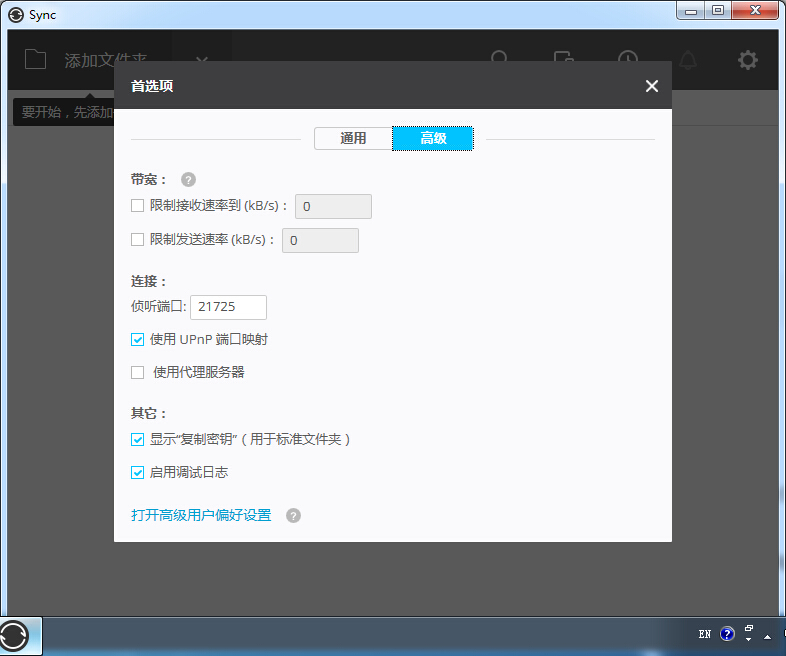 Sync
添加文件夹
要开始，先添加
首选项
通用
高级
带宽：
?
限制接收速率到 (kB/s)：
0
限制发送速率 (kB/s)：
0
连接：
侦听端口:
21725
使用 UPnP 端口映射
使用代理服务器
其它：
显示“复制密钥”（用于标准文件夹）
启用调试日志
打开高级用户偏好设置
?
EN
?